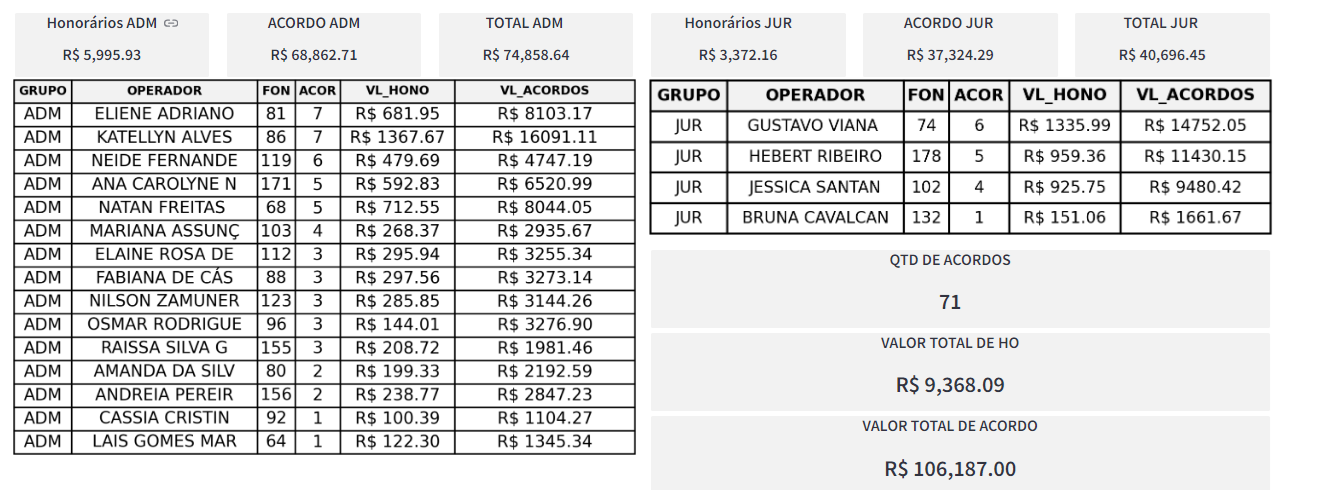 Honorários ADM
R$ 5,995.93
ACORDO ADM
R$ 68,862.71
TOTAL ADM
R$ 74,858.64
GRUPO OPERADOR FON ACOR VL_HONO VL_ACORDOS
ADM ELIENE ADRIANO 81 7 R$ 681.95 R$ 8103.17
ADM KATELLYN ALVES 86 7 R$ 1367.67 R$ 16091.11
ADM NEIDE FERNANDE 119 6 R$ 479.69 R$ 4747.19
ADM ANA CAROLYNE N 171 5 R$ 592.83 R$ 6520.99
ADM NATAN FREITAS 68 5 R$ 712.55 R$ 8044.05
ADM MARIANA ASSUNÇ 103 4 R$ 268.37 R$ 2935.67
ADM ELAINE ROSA DE 112 3 R$ 295.94 R$ 3255.34
ADM FABIANA DE CÁS 88 3 R$ 297.56 R$ 3273.14
ADM NILSON ZAMUNER 123 3 R$ 285.85 R$ 3144.26
ADM OSMAR RODRIGUE 96 3 R$ 144.01 R$ 3276.90
ADM RAISSA SILVA G 155 3 R$ 208.72 R$ 1981.46
ADM AMANDA DA SILV 80 2 R$ 199.33 R$ 2192.59
ADM ANDREIA PEREIR 156 2 R$ 238.77 R$ 2847.23
ADM CASSIA CRISTIN 92 1 R$ 100.39 R$ 1104.27
ADM LAIS GOMES MAR 64 1 R$ 122.30 R$ 1345.34
Honorários JUR
R$ 3,372.16
ACORDO JUR
R$ 37,324.29
TOTAL JUR
R$ 40,696.45
GRUPO OPERADOR FON ACOR VL_HONO VL_ACORDOS
JUR GUSTAVO VIANA 74 6 R$ 1335.99 R$ 14752.05
JUR HEBERT RIBEIRO 178 5 R$ 959.36 R$ 11430.15
JUR JESSICA SANTAN 102 4 R$ 925.75 R$ 9480.42
JUR BRUNA CAVALCAN 132 1 R$ 151.06 R$ 1661.67
QTD DE ACORDOS
71
VALOR TOTAL DE HO
R$ 9,368.09
VALOR TOTAL DE ACORDO
R$ 106,187.00